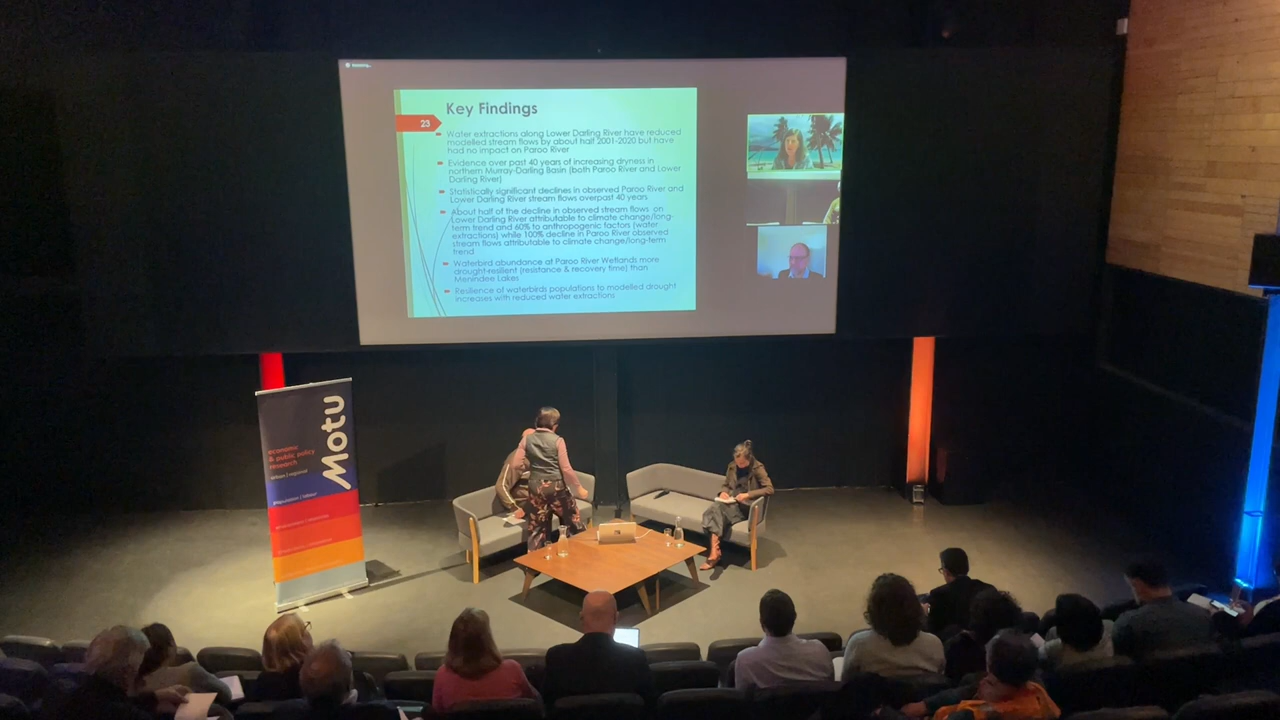 Key Findings
23
Water extractions along Lower Darling River have reduced
modelled stream flows by about half 2001-2020 but have
had no impact on Paroo River
Evidence over past 40 years of increasing dryness in
northern Murray-Darling Basin (both Paroo River and Lower
Darling River)
Statistically significant declines in observed Paroo River and
Lower Darling River stream flows overpast 40 years
About half of the decline in observed stream flows on
Lower Darling River attributable to climate change/long-
term trend and 60% to anthropogenic factors (water
extractions) while 100% decline in Paroo River observed
stream flows attributable to climate change/long-term
trend
Waterbird abundance at Paroo River Wetlands more
drought-resilient (resistance & recovery time) than
Menindee Lakes
Resilience of waterbirds populations to modelled drought
increases with reduced water extractions
Motu
economic
& public policy
research